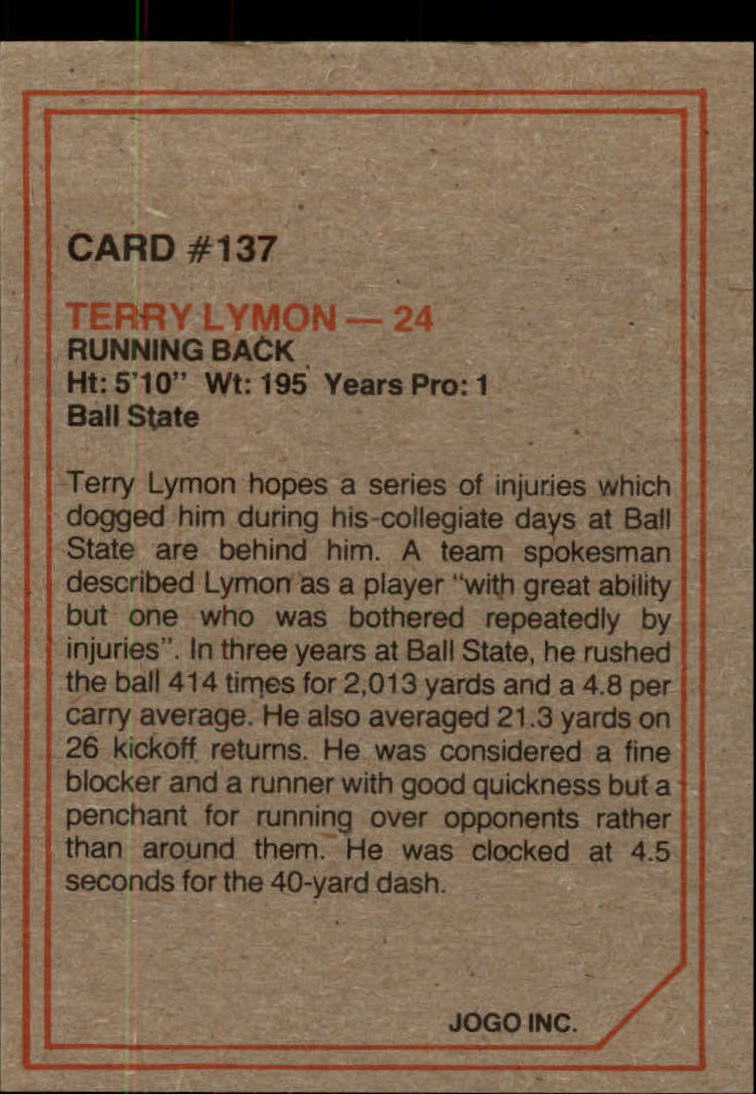 CARD #137
TERRY LYMON — 24
RUNNING BACK
Ht: 5'10" Wt: 195 Years Pro: 1
Ball State
Terry Lymon hopes a series of injuries which
dogged him during his collegiate days at Ball
State are behind him. A team spokesman
described Lymon as a player "with great ability
but one who was bothered repeatedly by
injuries". In three years at Ball State, he rushed
the ball 414 times for 2,013 yards and a 4.8 per
carry average. He also averaged 21.3 yards on
26 kickoff returns. He was considered a fine
blocker and a runner with good quickness but a
penchant for running over opponents rather
than around them. He was clocked at 4.5
seconds for the 40-yard dash.
JOGO INC.